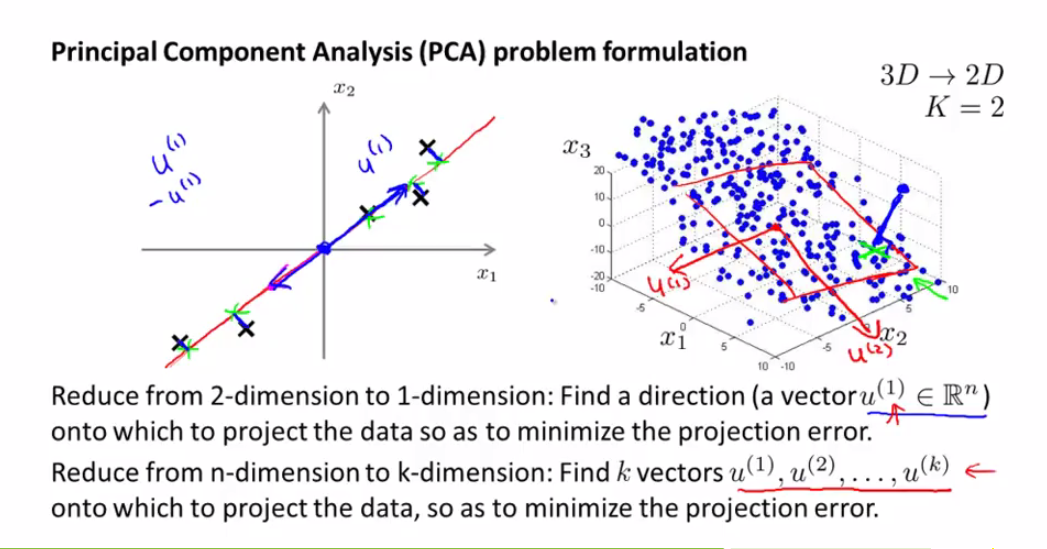 Principal Component Analysis (PCA) problem formulation
3D → 2D
K = 2
x₂
u⁽¹⁾
-u⁽¹⁾
u⁽¹⁾
x₁
x₃
20
10
0
-10
-20
-10
-5
0
5
10
-10
-5
5
10
x₁
x₂
u⁽¹⁾
u⁽²⁾
Reduce from 2-dimension to 1-dimension: Find a direction (a vector u⁽¹⁾ ∈ ℝⁿ)
onto which to project the data so as to minimize the projection error.
Reduce from n-dimension to k-dimension: Find k vectors u⁽¹⁾, u⁽²⁾, . . . , u⁽ᵏ⁾ ←
onto which to project the data, so as to minimize the projection error.